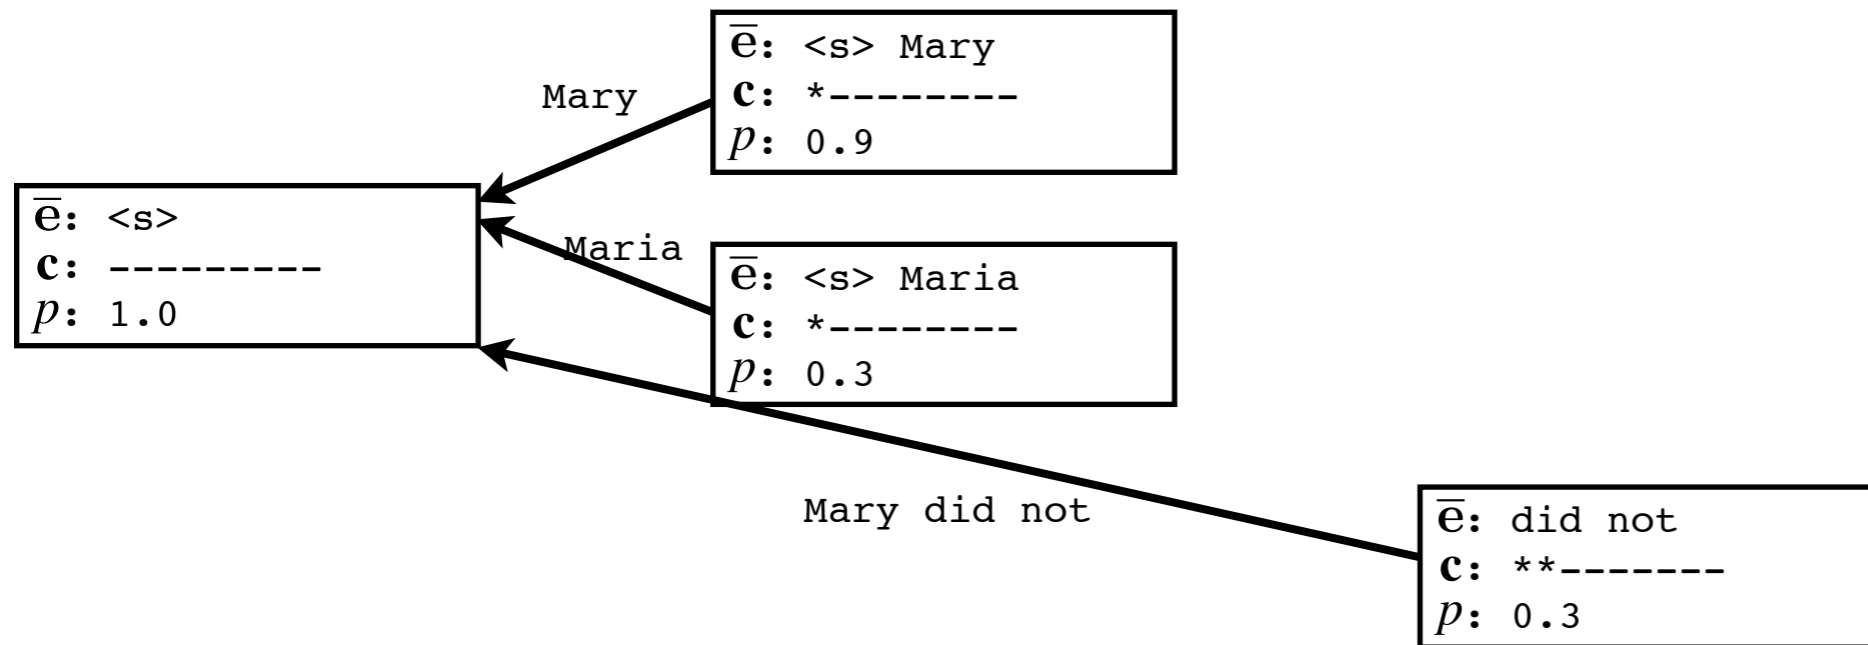 e̅: <s> Mary
c: *--------
p: 0.9
Mary
e̅: <s>
c: ---------
p: 1.0
Maria
e̅: <s> Maria
c: *--------
p: 0.3
Mary did not
e̅: did not
c: **-------
p: 0.3